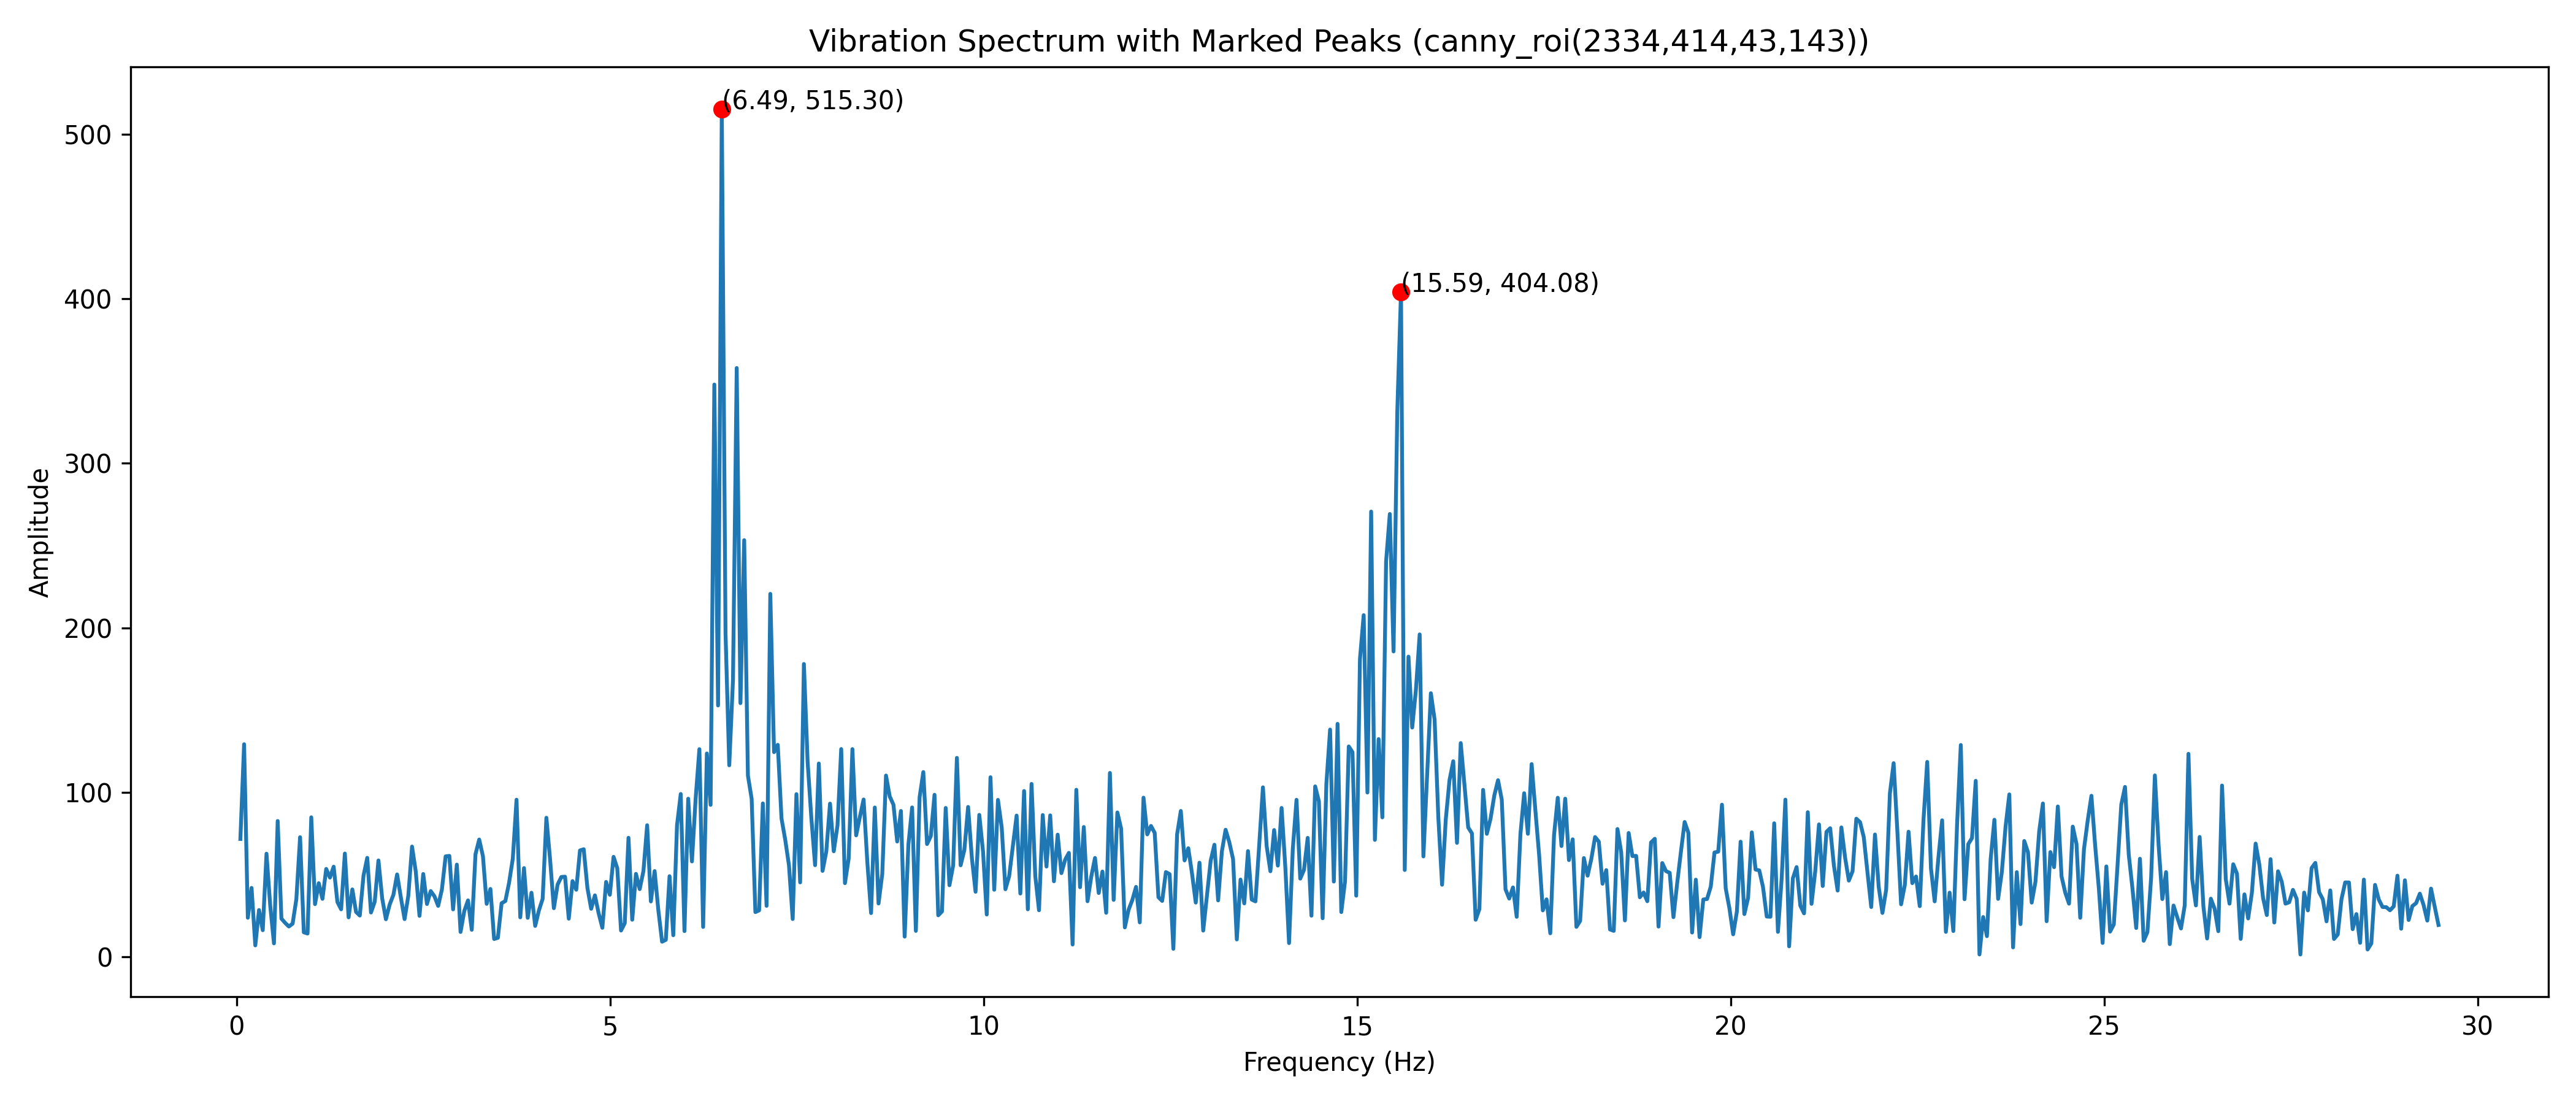 Vibration Spectrum with Marked Peaks (canny_roi(2334,414,43,143))
(6.49, 515.30)
(15.59, 404.08)
Amplitude
500
400
300
200
100
0
0 5 10 15 20 25 30
Frequency (Hz)